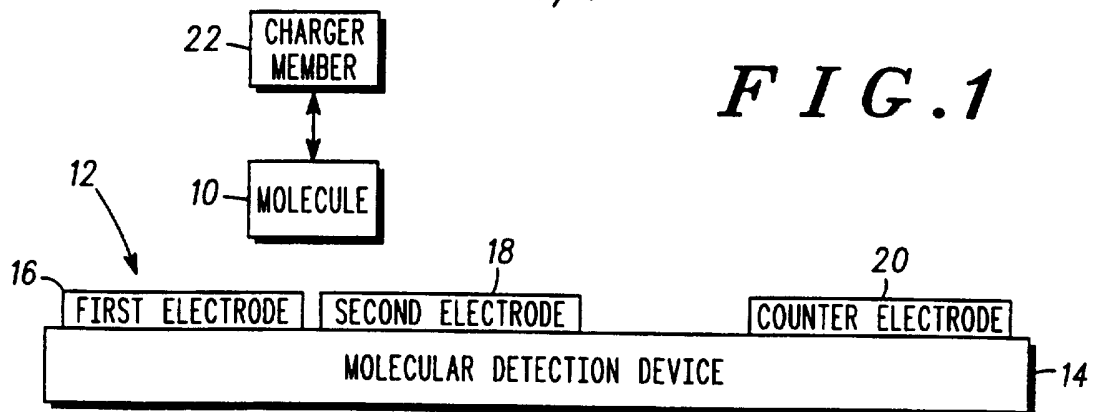 22
CHARGER
MEMBER
FIG.1
12
10
MOLECULE
16
18
20
FIRST ELECTRODE
SECOND ELECTRODE
COUNTER ELECTRODE
MOLECULAR DETECTION DEVICE
14